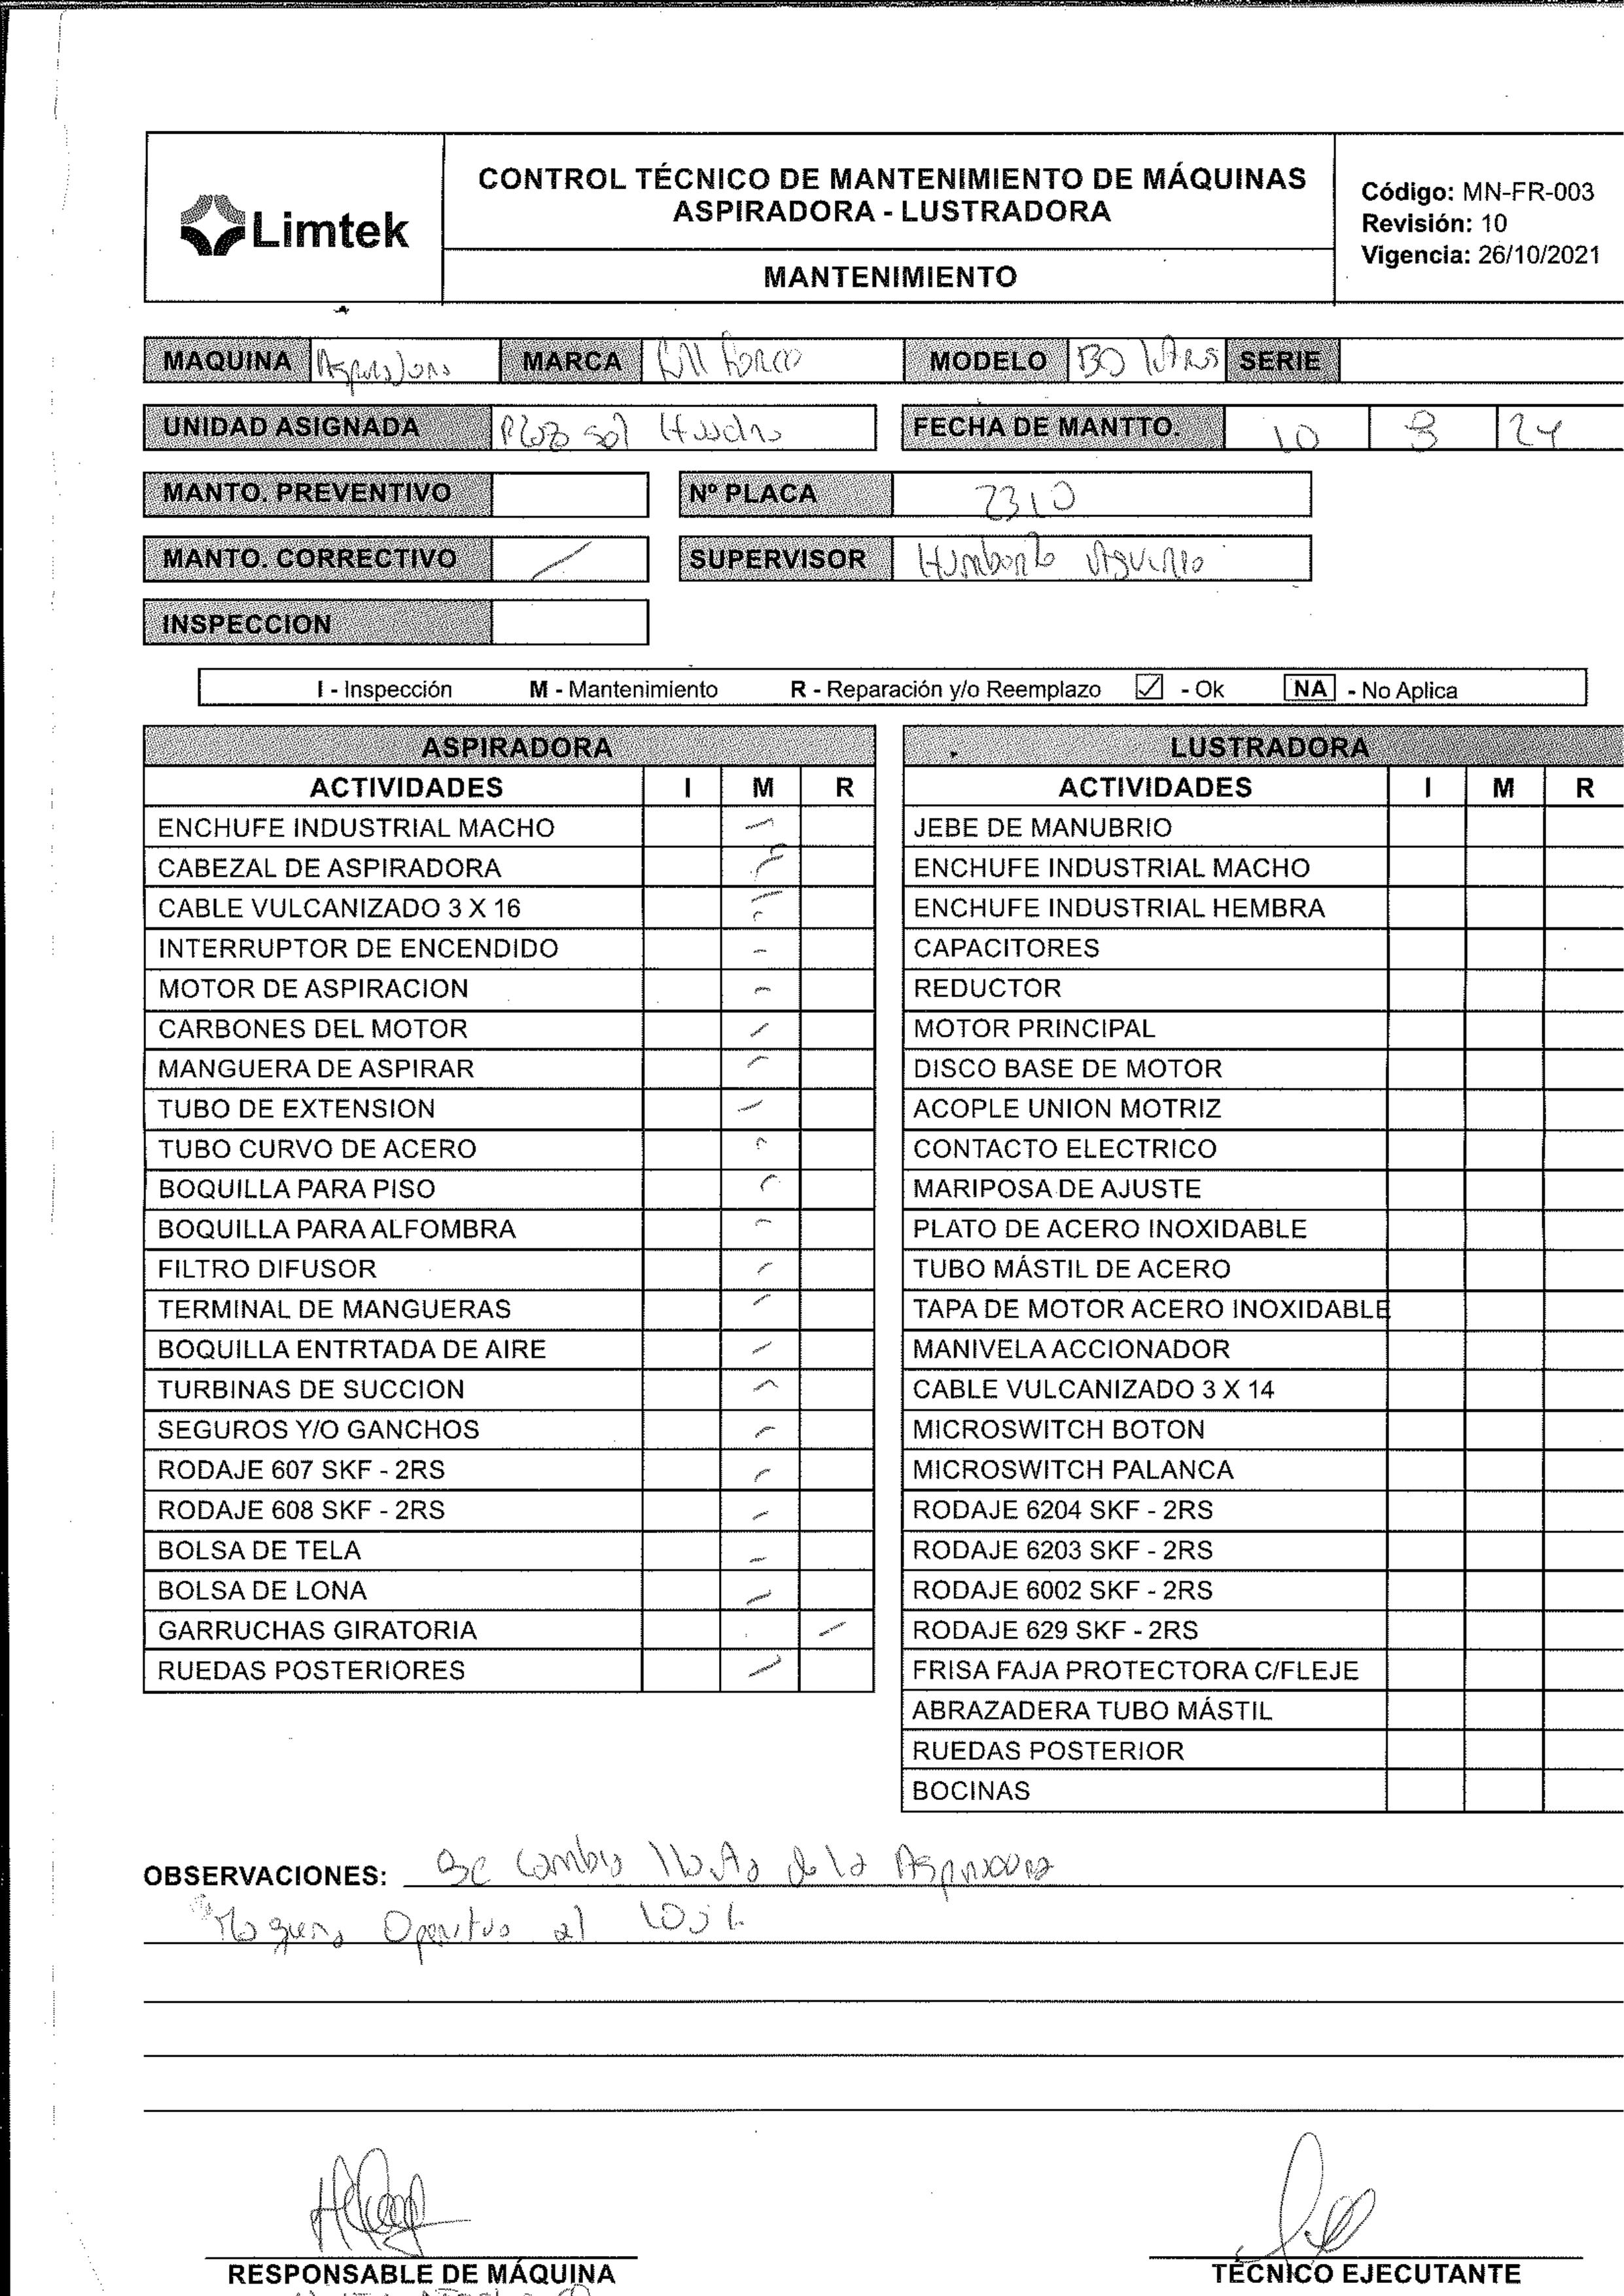 Limtek
CONTROL TÉCNICO DE MANTENIMIENTO DE MÁQUINAS
ASPIRADORA - LUSTRADORA
MANTENIMIENTO
Código: MN-FR-003
Revisión: 10
Vigencia: 26/10/2021
MAQUINA Aspiradora MARCA MODELO 80 SERIE
UNIDAD ASIGNADA Plaza sol FECHA DE MANTTO. 10 24
MANTO. PREVENTIVO Nº PLACA 2310
MANTO. CORRECTIVO / SUPERVISOR Humberto
INSPECCION
I - Inspección M - Mantenimiento R - Reparación y/o Reemplazo ☑ - Ok NA - No Aplica
ASPIRADORA LUSTRADORA
ACTIVIDADES I M R ACTIVIDADES I M R
ENCHUFE INDUSTRIAL MACHO JEBE DE MANUBRIO
CABEZAL DE ASPIRADORA ENCHUFE INDUSTRIAL MACHO
CABLE VULCANIZADO 3 X 16 ENCHUFE INDUSTRIAL HEMBRA
INTERRUPTOR DE ENCENDIDO CAPACITORES
MOTOR DE ASPIRACION REDUCTOR
CARBONES DEL MOTOR MOTOR PRINCIPAL
MANGUERA DE ASPIRAR DISCO BASE DE MOTOR
TUBO DE EXTENSION ACOPLE UNION MOTRIZ
TUBO CURVO DE ACERO CONTACTO ELECTRICO
BOQUILLA PARA PISO MARIPOSA DE AJUSTE
BOQUILLA PARA ALFOMBRA PLATO DE ACERO INOXIDABLE
FILTRO DIFUSOR TUBO MÁSTIL DE ACERO
TERMINAL DE MANGUERAS TAPA DE MOTOR ACERO INOXIDABLE
BOQUILLA ENTRTADA DE AIRE MANIVELA ACCIONADOR
TURBINAS DE SUCCION CABLE VULCANIZADO 3 X 14
SEGUROS Y/O GANCHOS MICROSWITCH BOTON
RODAJE 607 SKF - 2RS MICROSWITCH PALANCA
RODAJE 608 SKF - 2RS RODAJE 6204 SKF - 2RS
BOLSA DE TELA RODAJE 6203 SKF - 2RS
BOLSA DE LONA RODAJE 6002 SKF - 2RS
GARRUCHAS GIRATORIA RODAJE 629 SKF - 2RS
RUEDAS POSTERIORES FRISA FAJA PROTECTORA C/FLEJE
ABRAZADERA TUBO MÁSTIL
RUEDAS POSTERIOR
BOCINAS
OBSERVACIONES: Se cambio llanta de la Aspiradora
al
RESPONSABLE DE MÁQUINA TÉCNICO EJECUTANTE